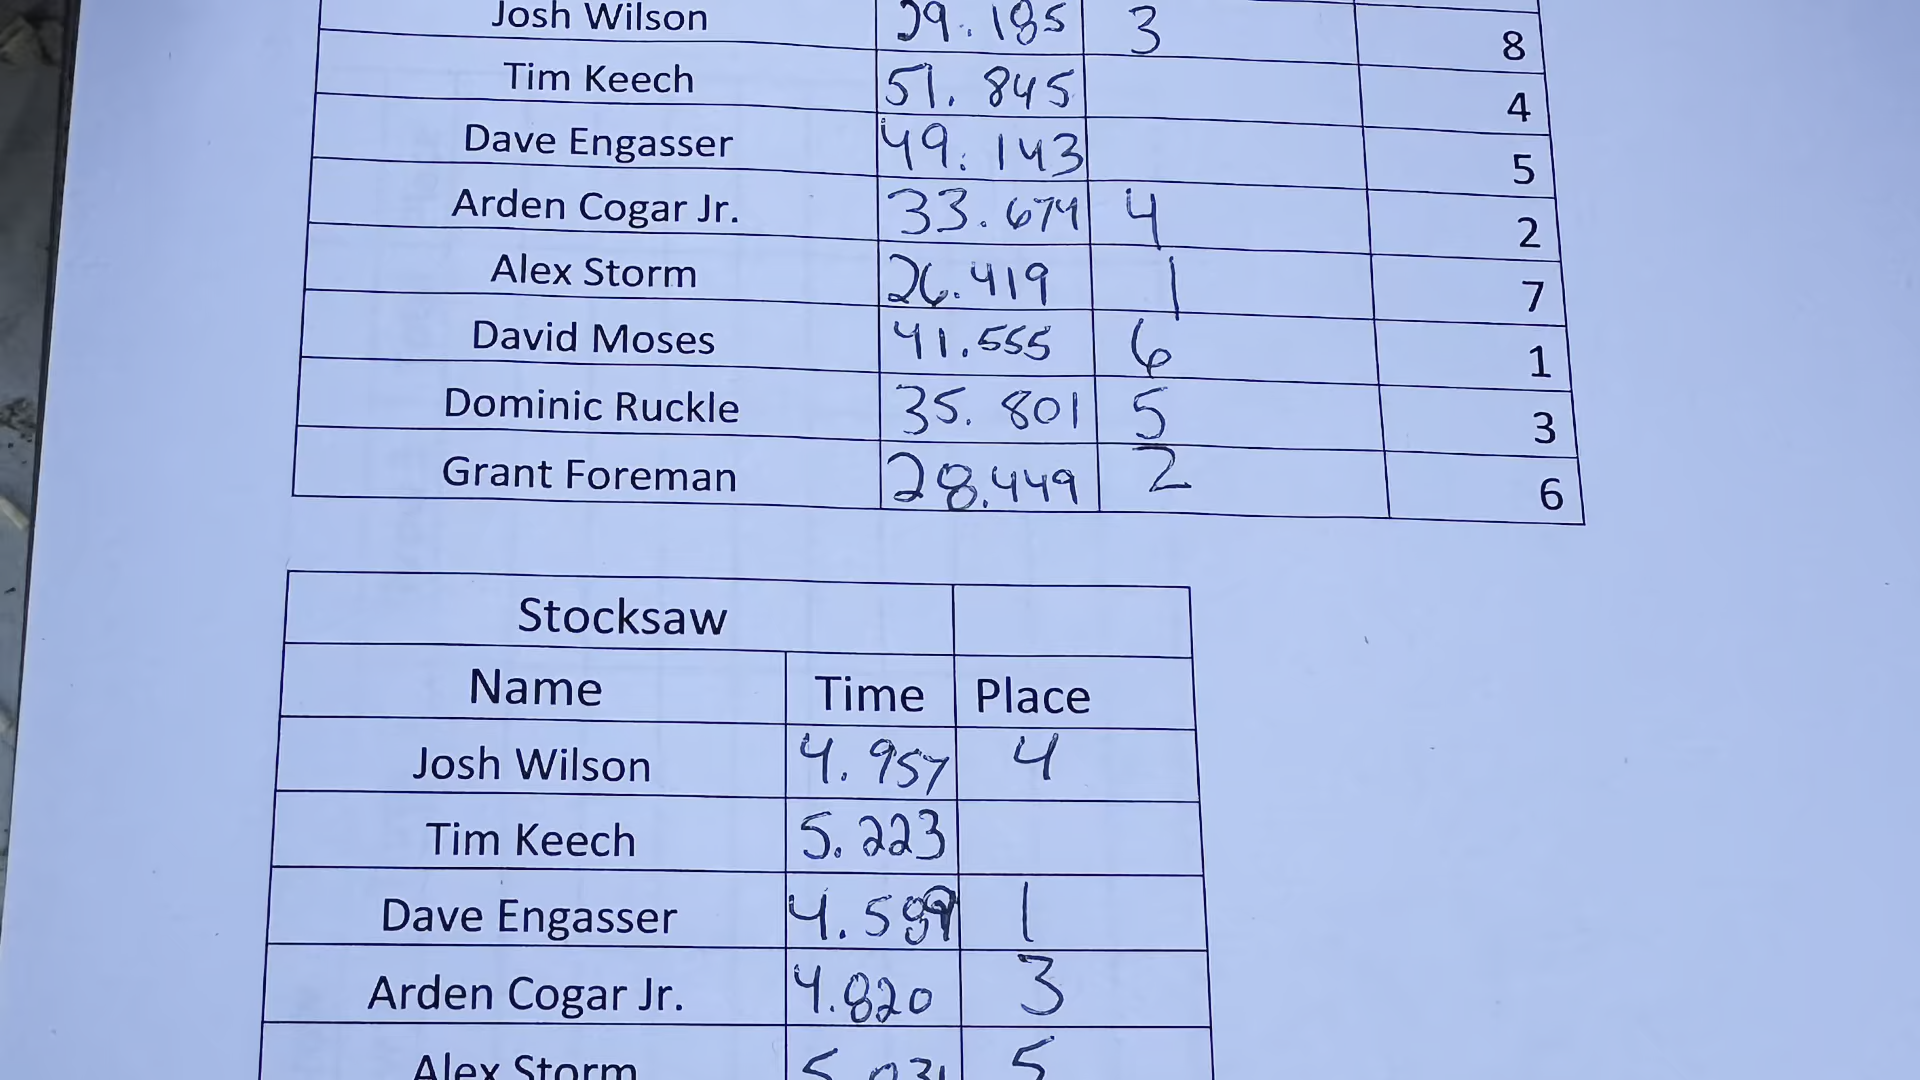 Josh Wilson 29.185 3 8
Tim Keech 51.845 4
Dave Engasser 49.143 5
Arden Cogar Jr. 33.674 4 2
Alex Storm 26.419 1 7
David Moses 41.555 6 1
Dominic Ruckle 35.801 5 3
Grant Foreman 28.449 2 6
Stocksaw
Name Time Place
Josh Wilson 4.957 4
Tim Keech 5.223
Dave Engasser 1
Arden Cogar Jr. 4.820 3
Alex Storm 5.031 5